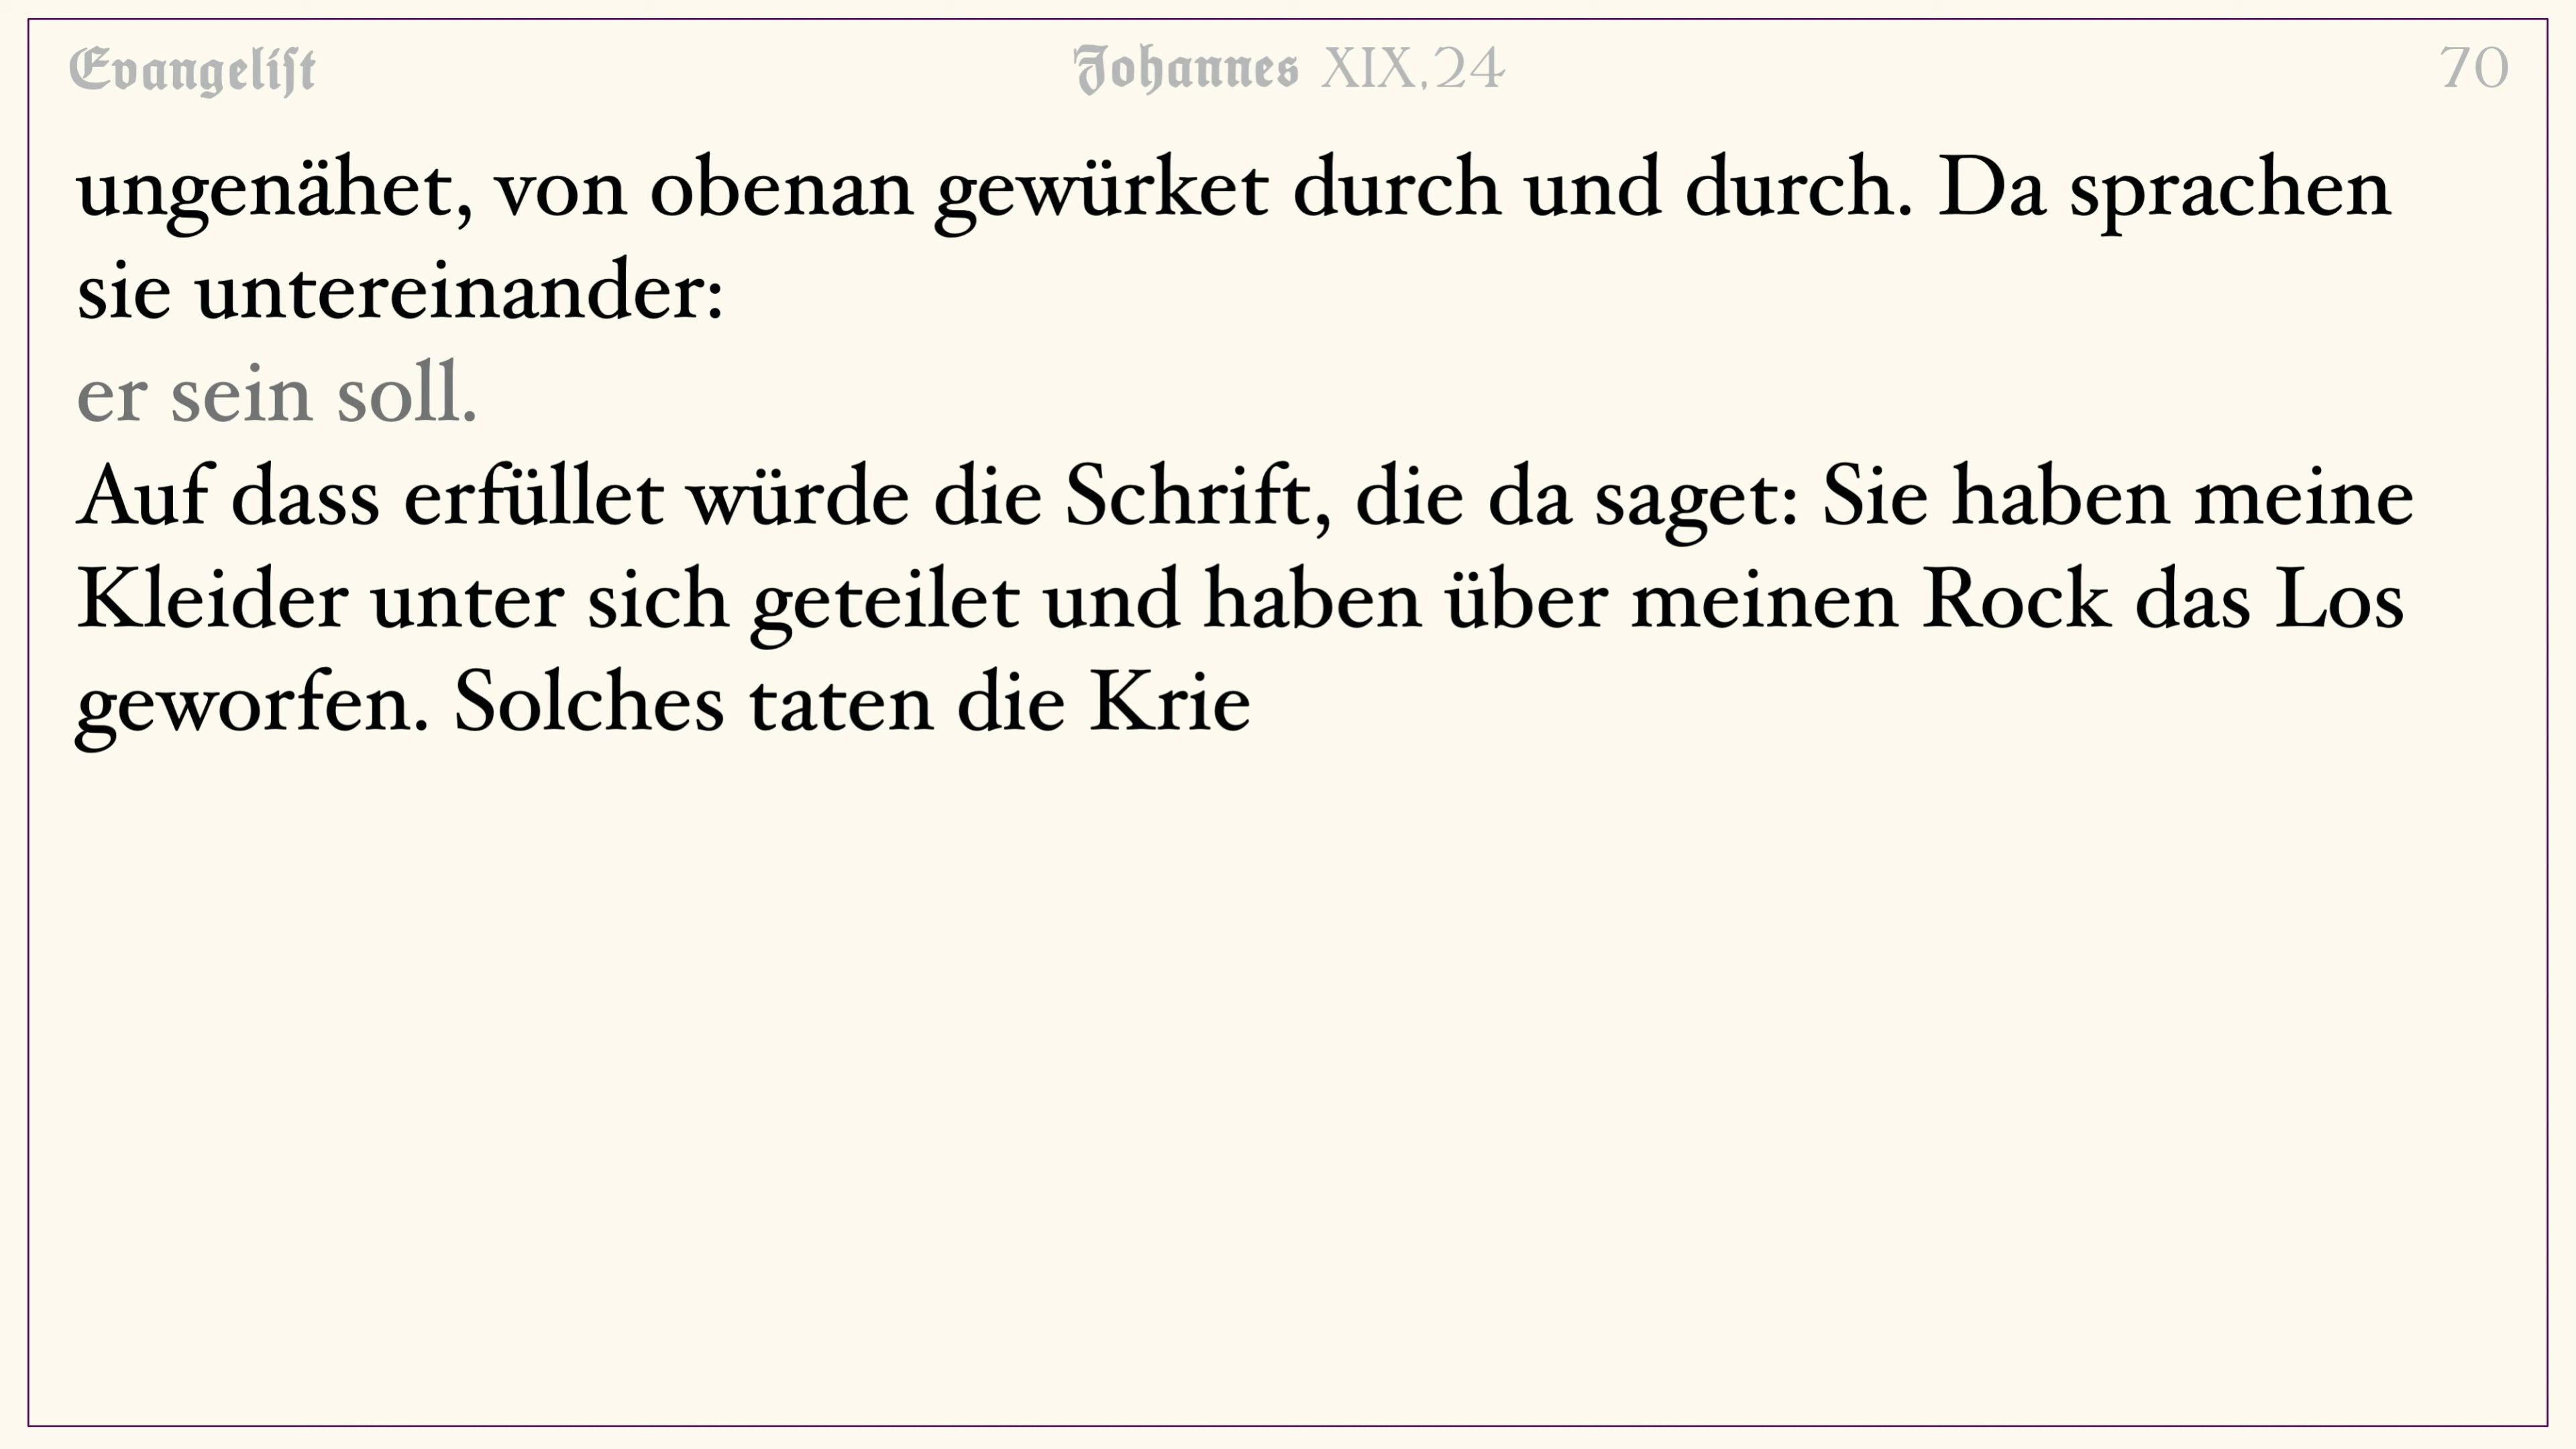 Evangeliſt Johannes XIX,24 70
ungenähet, von obenan gewürket durch und durch. Da sprachen
sie untereinander:
er sein soll.
Auf dass erfüllet würde die Schrift, die da saget: Sie haben meine
Kleider unter sich geteilet und haben über meinen Rock das Los
geworfen. Solches taten die Krie